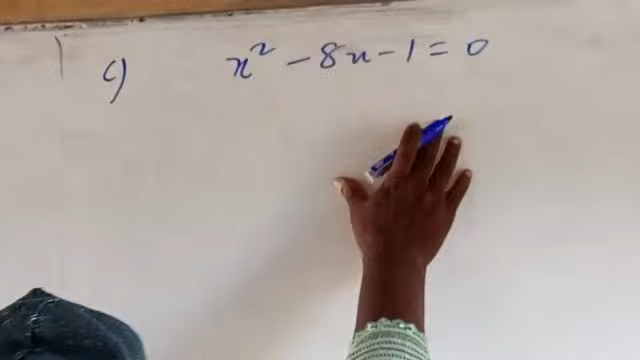 c) x² - 8x - 1 = 0